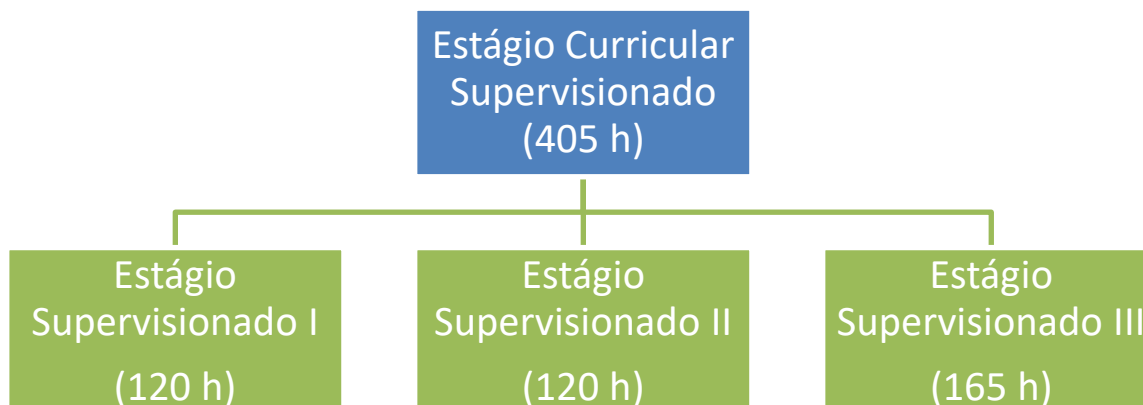 Estágio Curricular
Supervisionado
(405 h)
Estágio
Supervisionado I
(120 h)
Estágio
Supervisionado II
(120 h)
Estágio
Supervisionado III
(165 h)